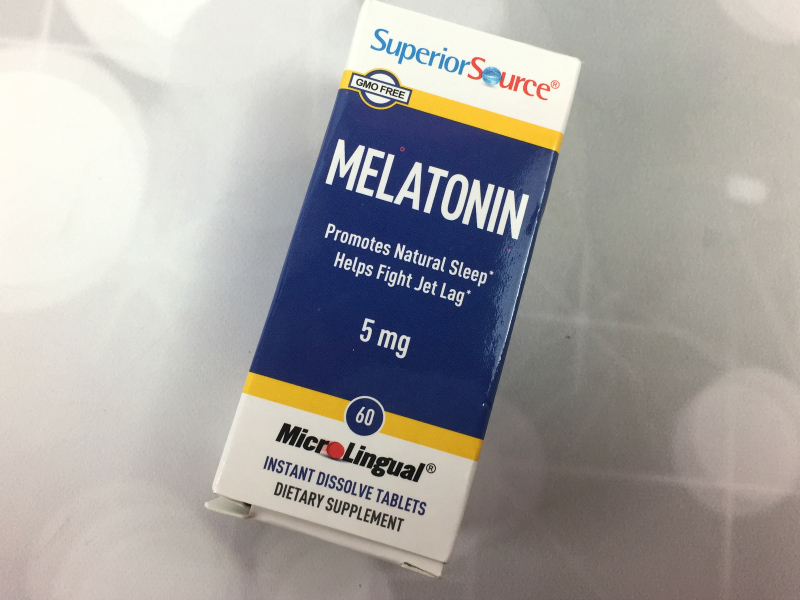 SuperiorSource®
GMO FREE
MELATONIN
Promotes Natural Sleep*
Helps Fight Jet Lag*
5 mg
60
MicroLingual®
INSTANT DISSOLVE TABLETS
DIETARY SUPPLEMENT